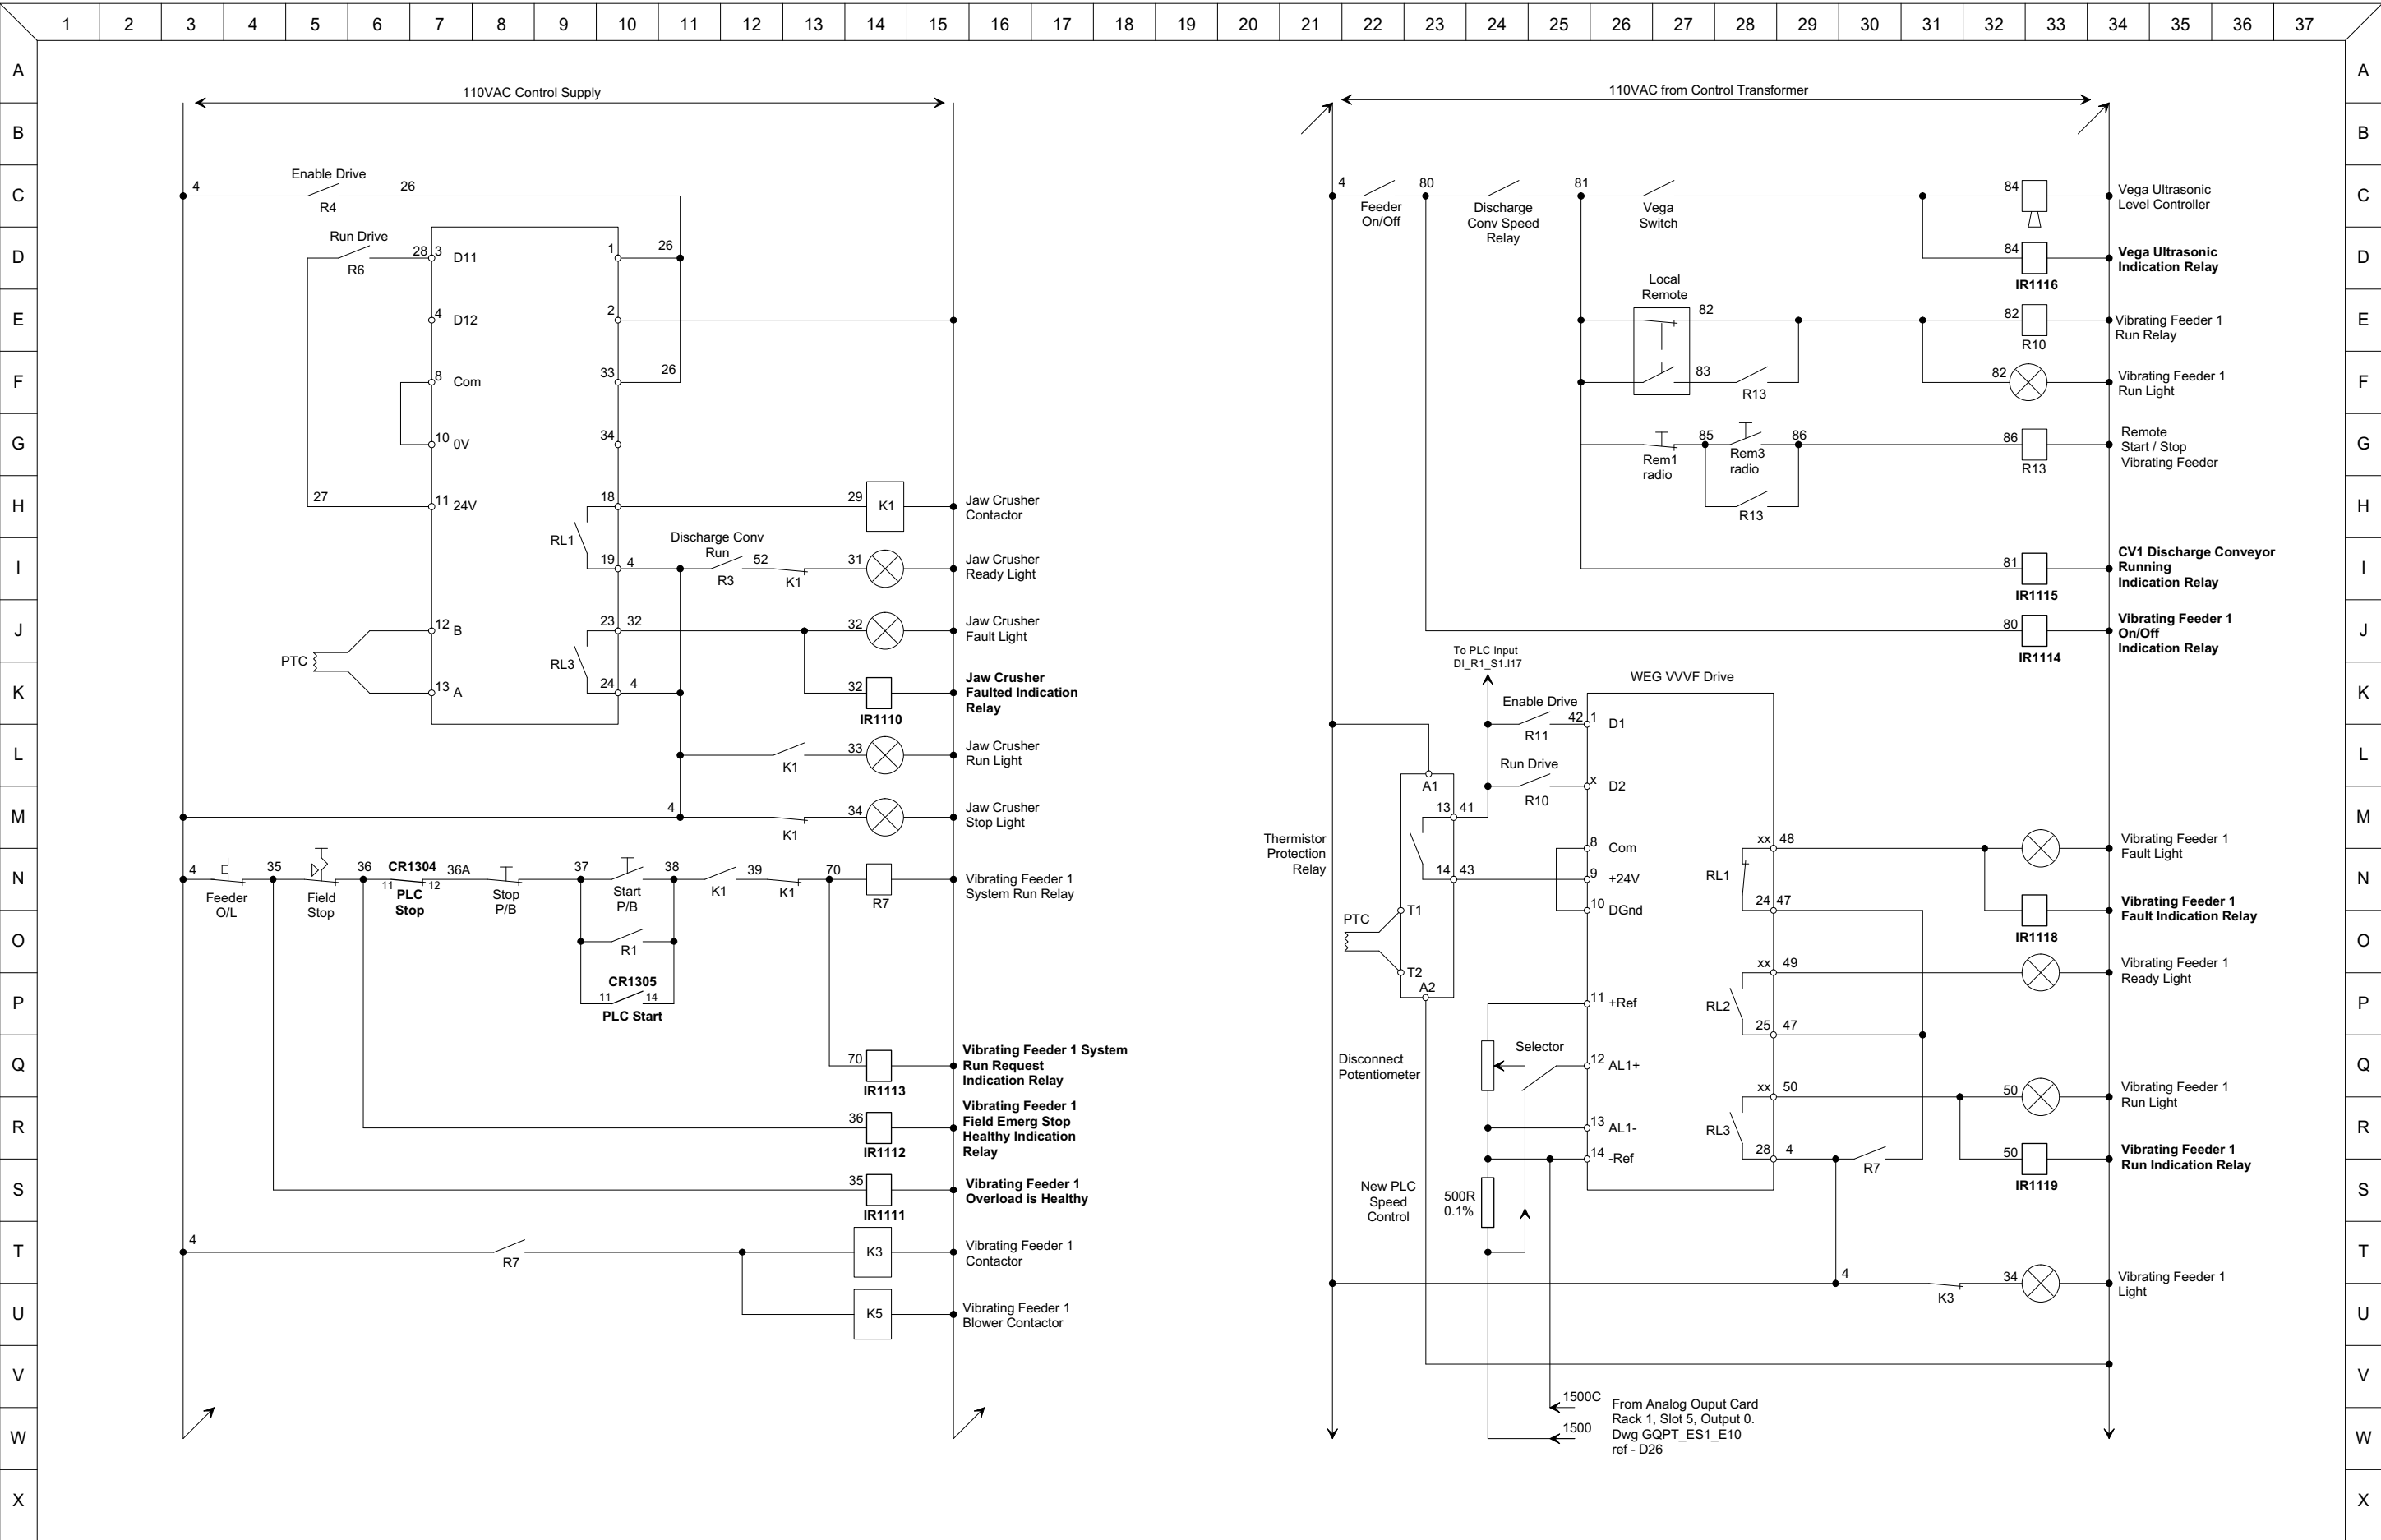 1 2 3 4 5 6 7 8 9 10 11 12 13 14 15 16 17 18 19 20 21 22 23 24 25 26 27 28 29 30 31 32 33 34 35 36 37
A
B
C
D
E
F
G
H
I
J
K
L
M
N
O
P
Q
R
S
T
U
V
W
X
110VAC Control Supply
4
Enable Drive
R4
26
Run Drive
R6
28
3
D11
4
D12
8
Com
10
0V
27
11
24V
12
B
PTC
13
A
1
26
2
33
26
34
18
RL1
19
4
23
32
RL3
24
4
29
K1
Jaw Crusher
Contactor
Discharge Conv
Run
R3
52
K1
31
Jaw Crusher
Ready Light
32
Jaw Crusher
Fault Light
32
IR1110
Jaw Crusher
Faulted Indication
Relay
K1
33
Jaw Crusher
Run Light
4
K1
34
Jaw Crusher
Stop Light
4
Feeder
O/L
35
Field
Stop
36
CR1304
11
12
PLC
Stop
36A
Stop
P/B
37
Start
P/B
38
K1
39
K1
70
R7
Vibrating Feeder 1
System Run Relay
R1
CR1305
11
14
PLC Start
70
IR1113
Vibrating Feeder 1 System
Run Request
Indication Relay
36
IR1112
Vibrating Feeder 1
Field Emerg Stop
Healthy Indication
Relay
35
IR1111
Vibrating Feeder 1
Overload is Healthy
4
R7
K3
Vibrating Feeder 1
Contactor
K5
Vibrating Feeder 1
Blower Contactor
110VAC from Control Transformer
4
Feeder
On/Off
80
Discharge
Conv Speed
Relay
81
Vega
Switch
84
Vega Ultrasonic
Level Controller
84
IR1116
Vega Ultrasonic
Indication Relay
Local
Remote
82
82
R10
Vibrating Feeder 1
Run Relay
83
R13
82
Vibrating Feeder 1
Run Light
Rem1
radio
85
Rem3
radio
86
86
R13
Remote
Start / Stop
Vibrating Feeder
R13
81
IR1115
CV1 Discharge Conveyor
Running
Indication Relay
80
IR1114
Vibrating Feeder 1
On/Off
Indication Relay
To PLC Input
DI_R1_S1.I17
WEG VVVF Drive
Enable Drive
R11
42
1
D1
Run Drive
R10
x
D2
A1
13
41
14
43
Thermistor
Protection
Relay
PTC
T1
T2
A2
8
Com
9
+24V
10
DGnd
11
+Ref
Selector
12
AL1+
13
AL1-
14
-Ref
Disconnect
Potentiometer
New PLC
Speed
Control
500R
0.1%
xx
48
RL1
24
47
Vibrating Feeder 1
Fault Light
IR1118
Vibrating Feeder 1
Fault Indication Relay
xx
49
RL2
25
47
Vibrating Feeder 1
Ready Light
xx
50
RL3
28
4
R7
50
Vibrating Feeder 1
Run Light
50
IR1119
Vibrating Feeder 1
Run Indication Relay
4
K3
34
Vibrating Feeder 1
Light
1500C
1500
From Analog Ouput Card
Rack 1, Slot 5, Output 0.
Dwg GQPT_ES1_E10
ref - D26
A
B
C
D
E
F
G
H
I
J
K
L
M
N
O
P
Q
R
S
T
U
V
W
X